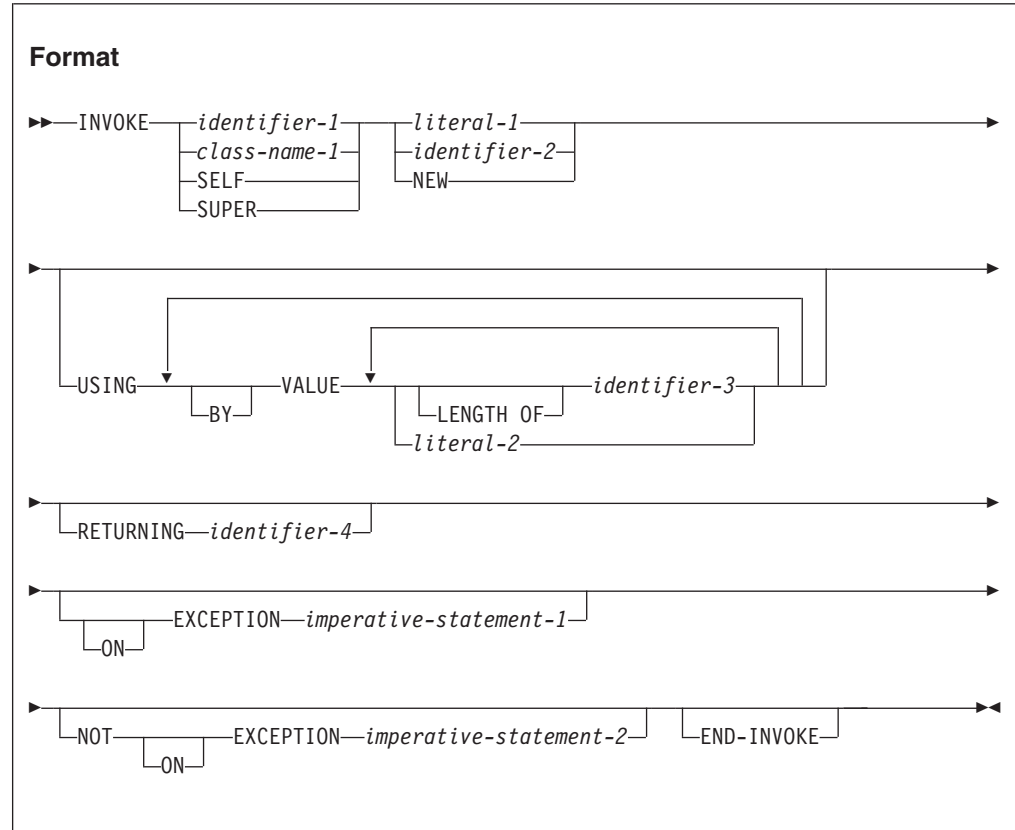 Format
INVOKE identifier-1 literal-1
class-name-1 identifier-2
SELF NEW
SUPER
USING VALUE identifier-3
BY LENGTH OF
literal-2
RETURNING identifier-4
EXCEPTION imperative-statement-1
ON
NOT EXCEPTION imperative-statement-2 END-INVOKE
ON